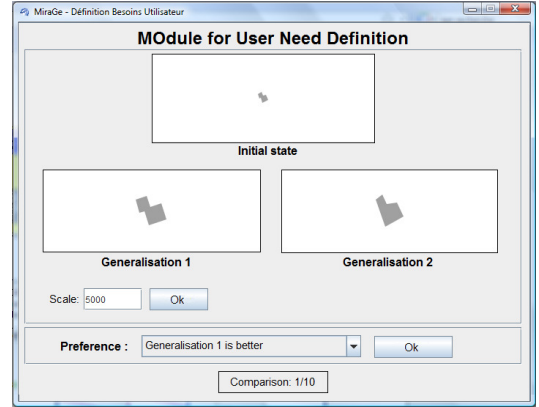 MiraGe - Définition Besoins Utilisateur
MOdule for User Need Definition
Initial state
Generalisation 1
Generalisation 2
Scale: 5000 Ok
Preference : Generalisation 1 is better Ok
Comparison: 1/10